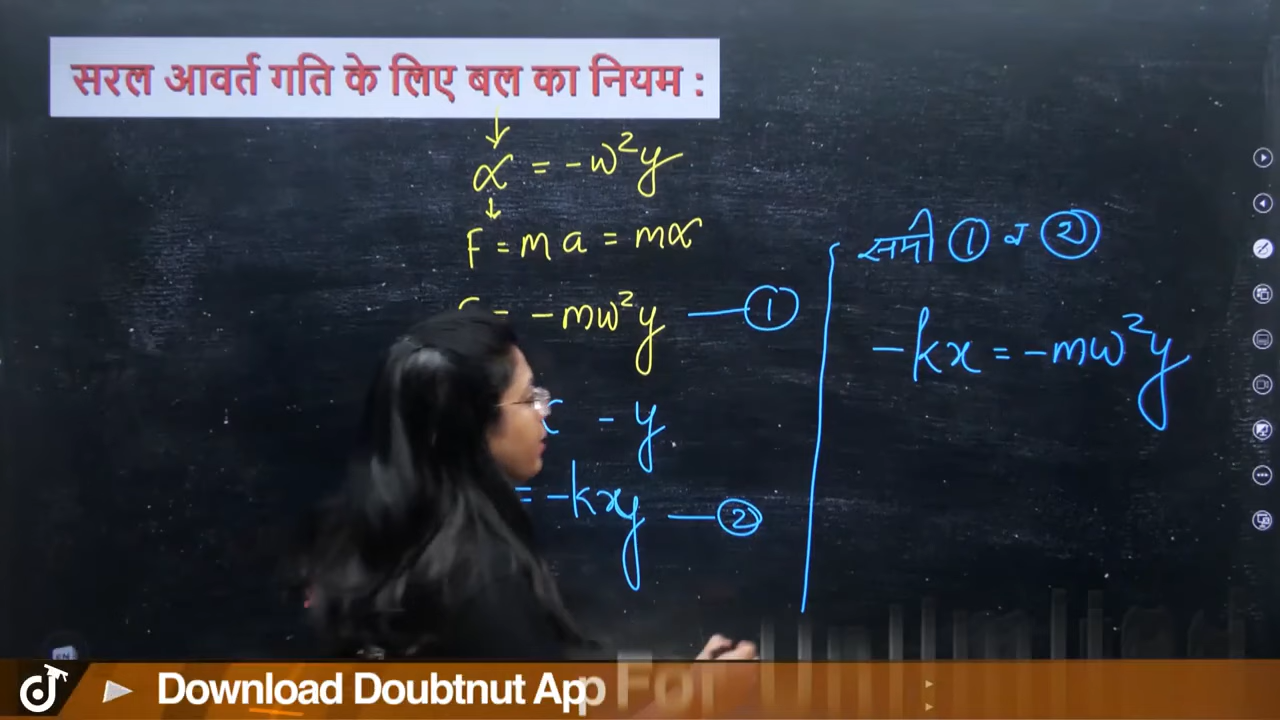 सरल आवर्त गति के लिए बल का नियम :
α = -ω²y
F = ma = mα
= -mω²y — ①
- y
= -kxy — ②
समी ① व ②
-kx = -mω²y
Download Doubtnut App For